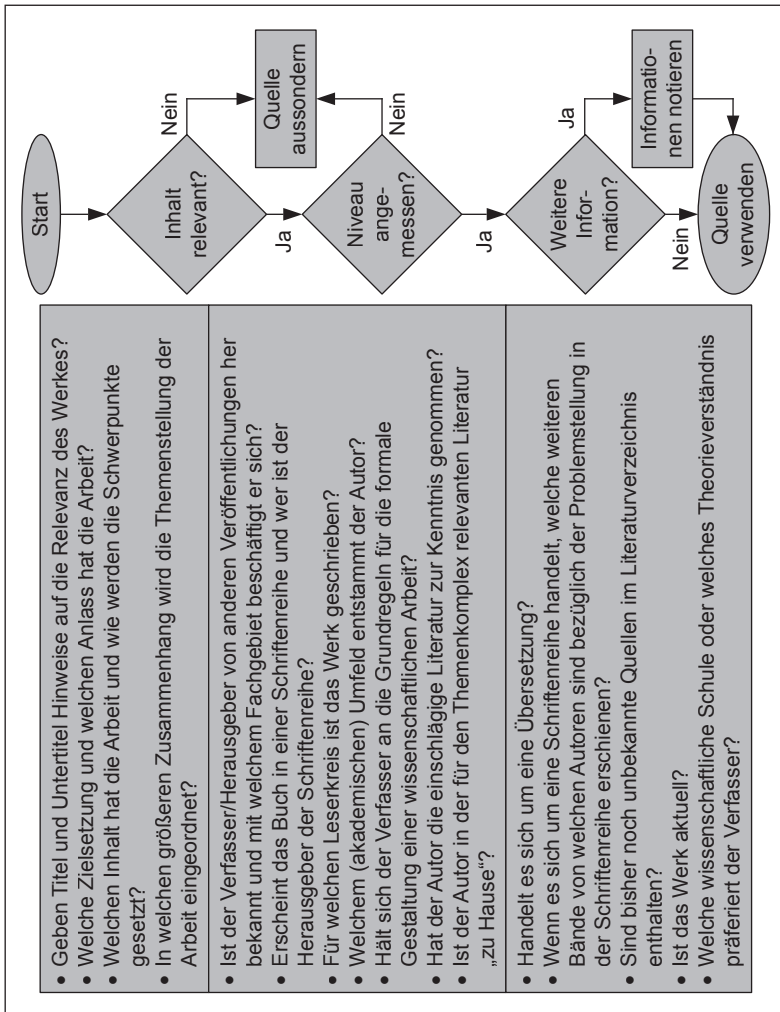 Start
Inhalt
relevant?
Nein
Quelle
aussondern
Ja
Niveau
ange-
messen?
Nein
Ja
Weitere
Infor-
mation?
Ja
Informatio-
nen notieren
Nein
Quelle
verwenden
• Geben Titel und Untertitel Hinweise auf die Relevanz des Werkes?
• Welche Zielsetzung und welchen Anlass hat die Arbeit?
• Welchen Inhalt hat die Arbeit und wie werden die Schwerpunkte
gesetzt?
• In welchen größeren Zusammenhang wird die Themenstellung der
Arbeit eingeordnet?
• Ist der Verfasser/Herausgeber von anderen Veröffentlichungen her
bekannt und mit welchem Fachgebiet beschäftigt er sich?
• Erscheint das Buch in einer Schriftenreihe und wer ist der
Herausgeber der Schriftenreihe?
• Für welchen Leserkreis ist das Werk geschrieben?
• Welchem (akademischen) Umfeld entstammt der Autor?
• Hält sich der Verfasser an die Grundregeln für die formale
Gestaltung einer wissenschaftlichen Arbeit?
• Hat der Autor die einschlägige Literatur zur Kenntnis genommen?
• Ist der Autor in der für den Themenkomplex relevanten Literatur
„zu Hause“?
• Handelt es sich um eine Übersetzung?
• Wenn es sich um eine Schriftenreihe handelt, welche weiteren
Bände von welchen Autoren sind bezüglich der Problemstellung in
der Schriftenreihe erschienen?
• Sind bisher noch unbekannte Quellen im Literaturverzeichnis
enthalten?
• Ist das Werk aktuell?
• Welche wissenschaftliche Schule oder welches Theorieverständnis
präferiert der Verfasser?